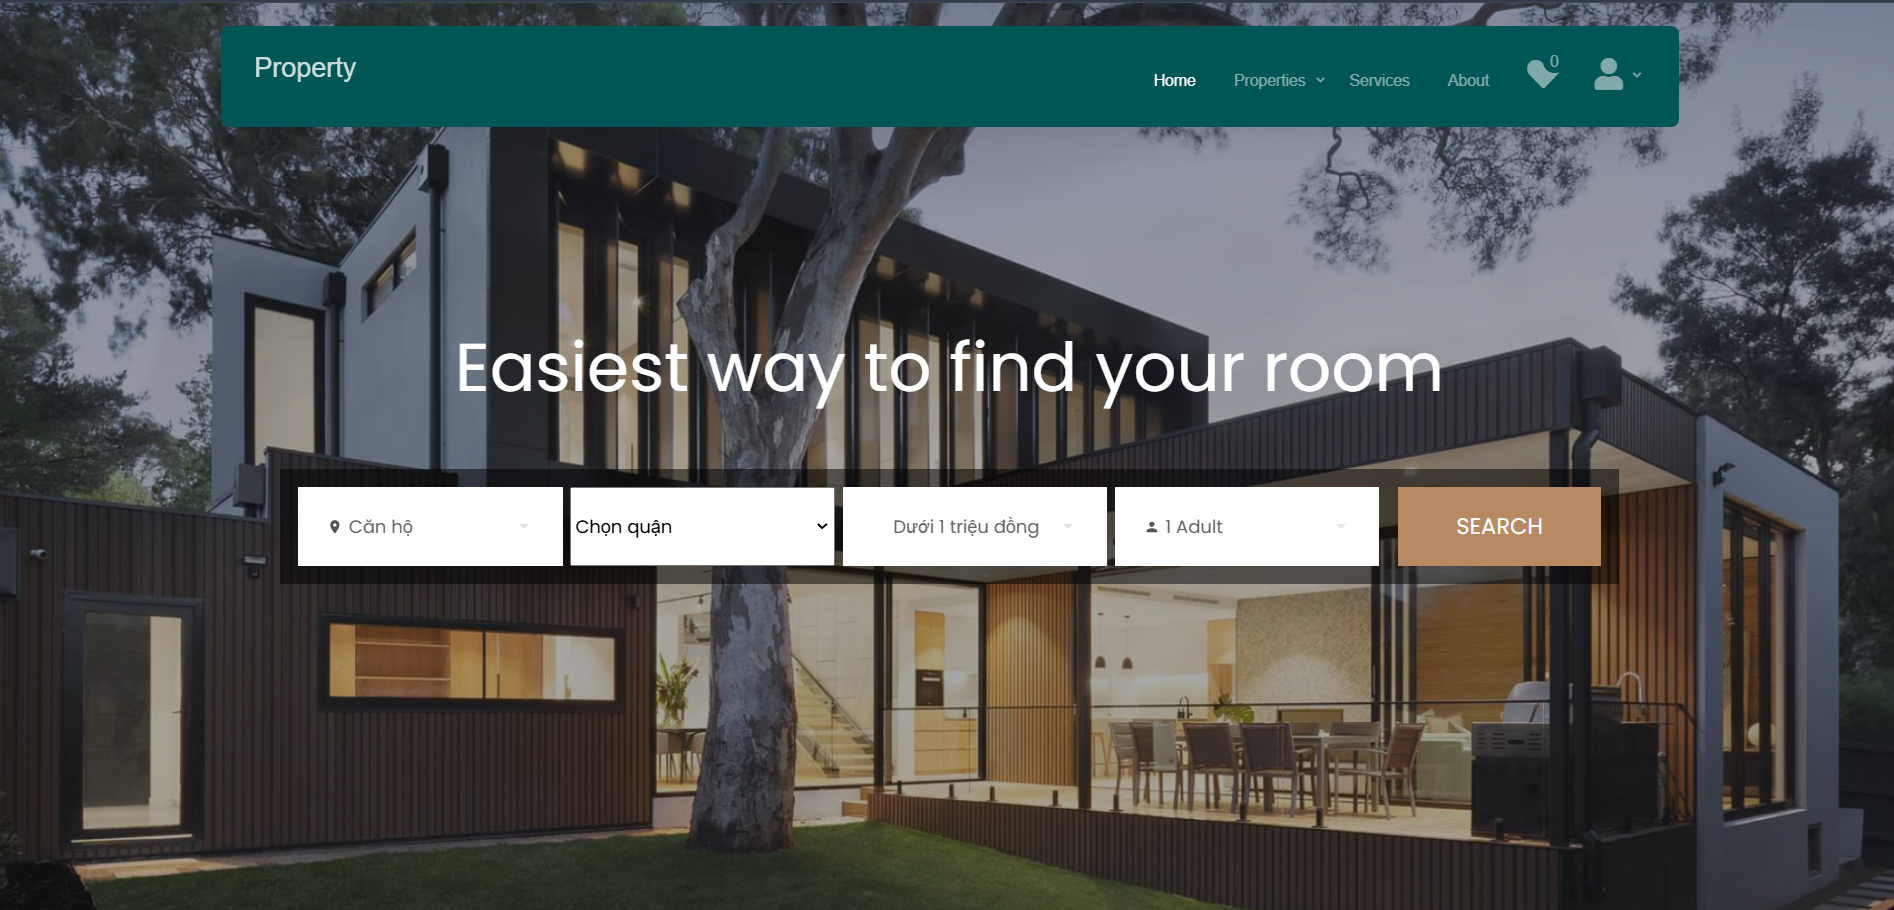 Property
Home Properties Services About 0
Easiest way to find your room
Căn hộ Chọn quận Dưới 1 triệu đồng 1 Adult SEARCH